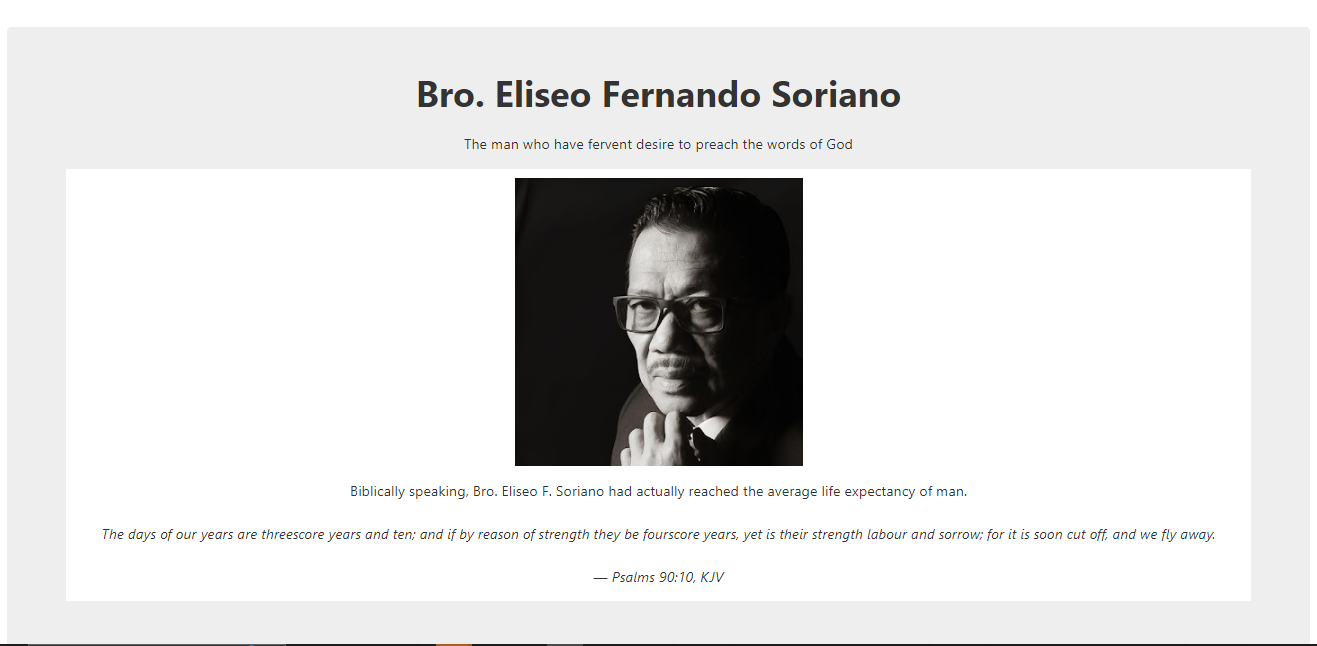 Bro. Eliseo Fernando Soriano
The man who have fervent desire to preach the words of God
Biblically speaking, Bro. Eliseo F. Soriano had actually reached the average life expectancy of man.
The days of our years are threescore years and ten; and if by reason of strength they be fourscore years, yet is their strength labour and sorrow; for it is soon cut off, and we fly away.
— Psalms 90:10, KJV